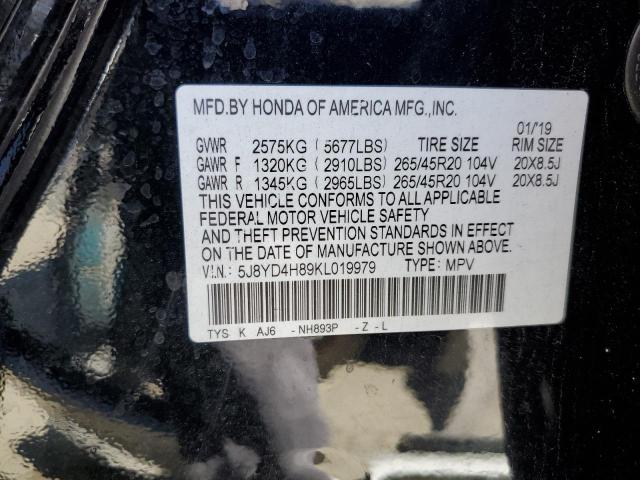 MFD.BY HONDA OF AMERICA MFG.,INC.
01/'19
GVWR 2575KG ( 5677LBS) TIRE SIZE RIM SIZE
GAWR F 1320KG ( 2910LBS) 265/45R20 104V 20X8.5J
GAWR R 1345KG ( 2965LBS) 265/45R20 104V 20X8.5J
THIS VEHICLE CONFORMS TO ALL APPLICABLE
FEDERAL MOTOR VEHICLE SAFETY
AND THEFT PREVENTION STANDARDS IN EFFECT
ON THE DATE OF MANUFACTURE SHOWN ABOVE.
V.I.N.: 5J8YD4H89KL019979 TYPE: MPV
TYS K AJ6 -NH893P -Z-L